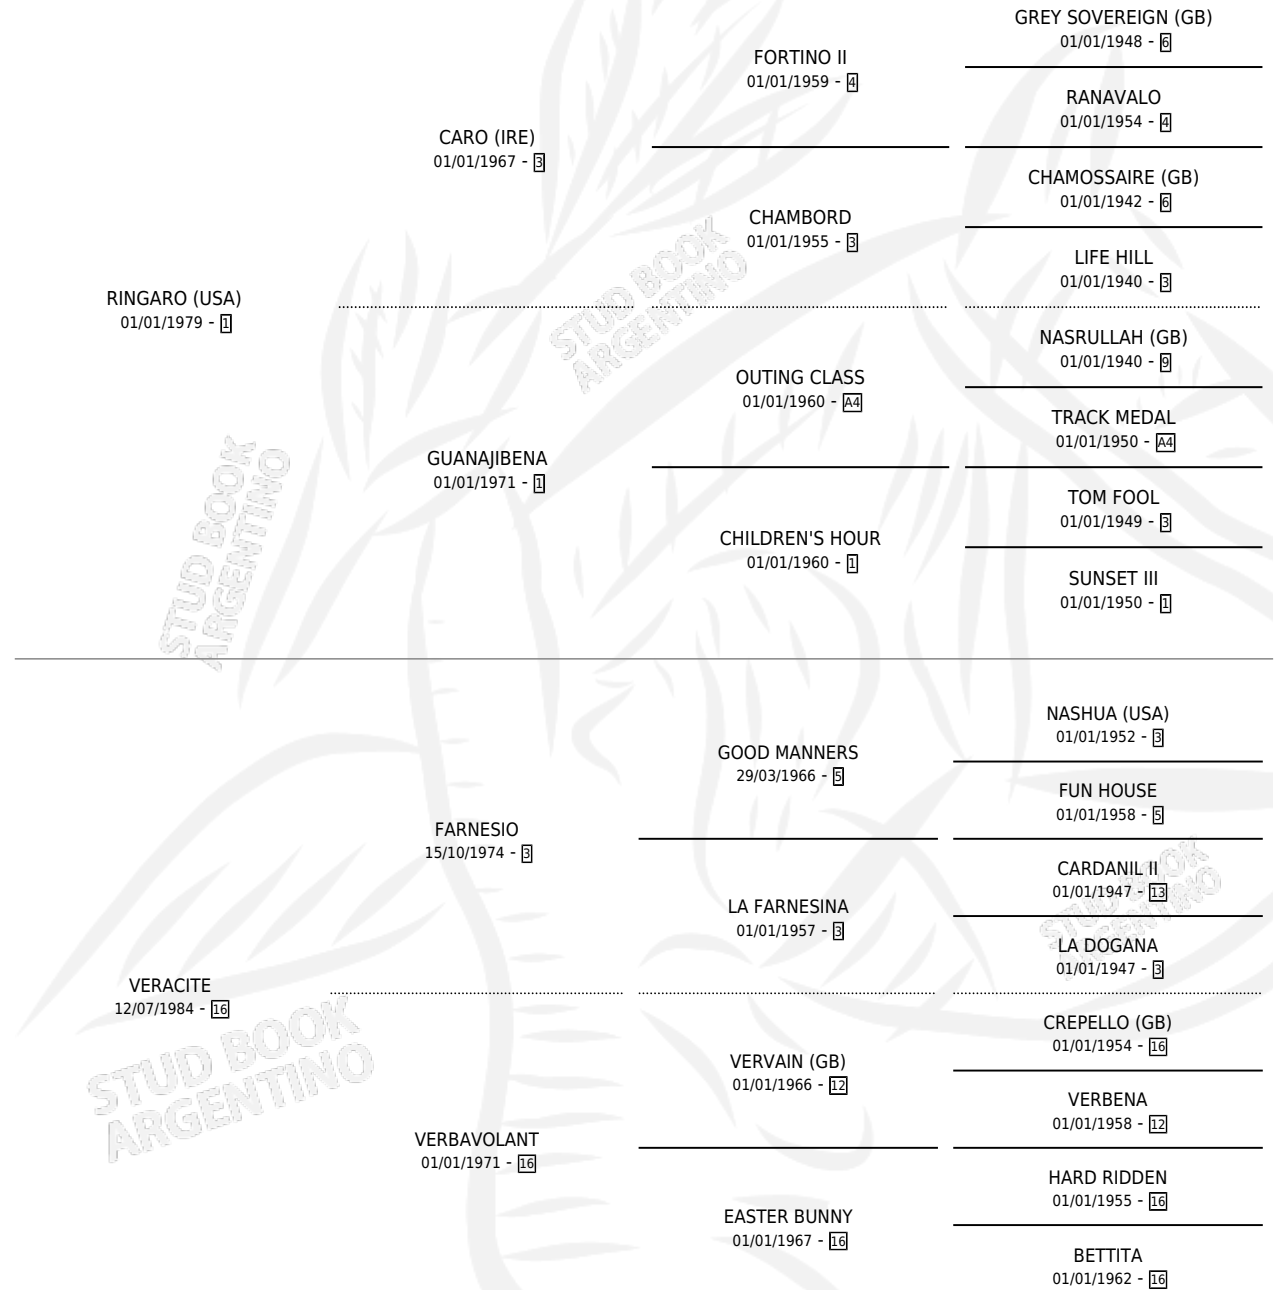 GREY SOVEREIGN (GB)
01/01/1948 - 6
FORTINO II
01/01/1959 - 4
RANAVALO
01/01/1954 - 4
CARO (IRE)
01/01/1967 - 3
CHAMOSSAIRE (GB)
01/01/1942 - 6
CHAMBORD
01/01/1955 - 3
LIFE HILL
01/01/1940 - 3
RINGARO (USA)
01/01/1979 - 1
NASRULLAH (GB)
01/01/1940 - 9
OUTING CLASS
01/01/1960 - A4
TRACK MEDAL
01/01/1950 - A4
GUANAJIBENA
01/01/1971 - 1
TOM FOOL
01/01/1949 - 3
CHILDREN'S HOUR
01/01/1960 - 1
SUNSET III
01/01/1950 - 1
NASHUA (USA)
01/01/1952 - 3
GOOD MANNERS
29/03/1966 - 5
FUN HOUSE
01/01/1958 - 5
FARNESIO
15/10/1974 - 3
CARDANIL II
01/01/1947 - 13
LA FARNESINA
01/01/1957 - 3
LA DOGANA
01/01/1947 - 3
VERACITE
12/07/1984 - 16
CREPELLO (GB)
01/01/1954 - 16
VERVAIN (GB)
01/01/1966 - 12
VERBENA
01/01/1958 - 12
VERBAVOLANT
01/01/1971 - 16
HARD RIDDEN
01/01/1955 - 16
EASTER BUNNY
01/01/1967 - 16
BETTITA
01/01/1962 - 16
STUD BOOK
ARGENTINO
STUD BOOK
ARGENTINO
STUD BOOK
ARGENTINO
STUD BOOK
ARGENTINO